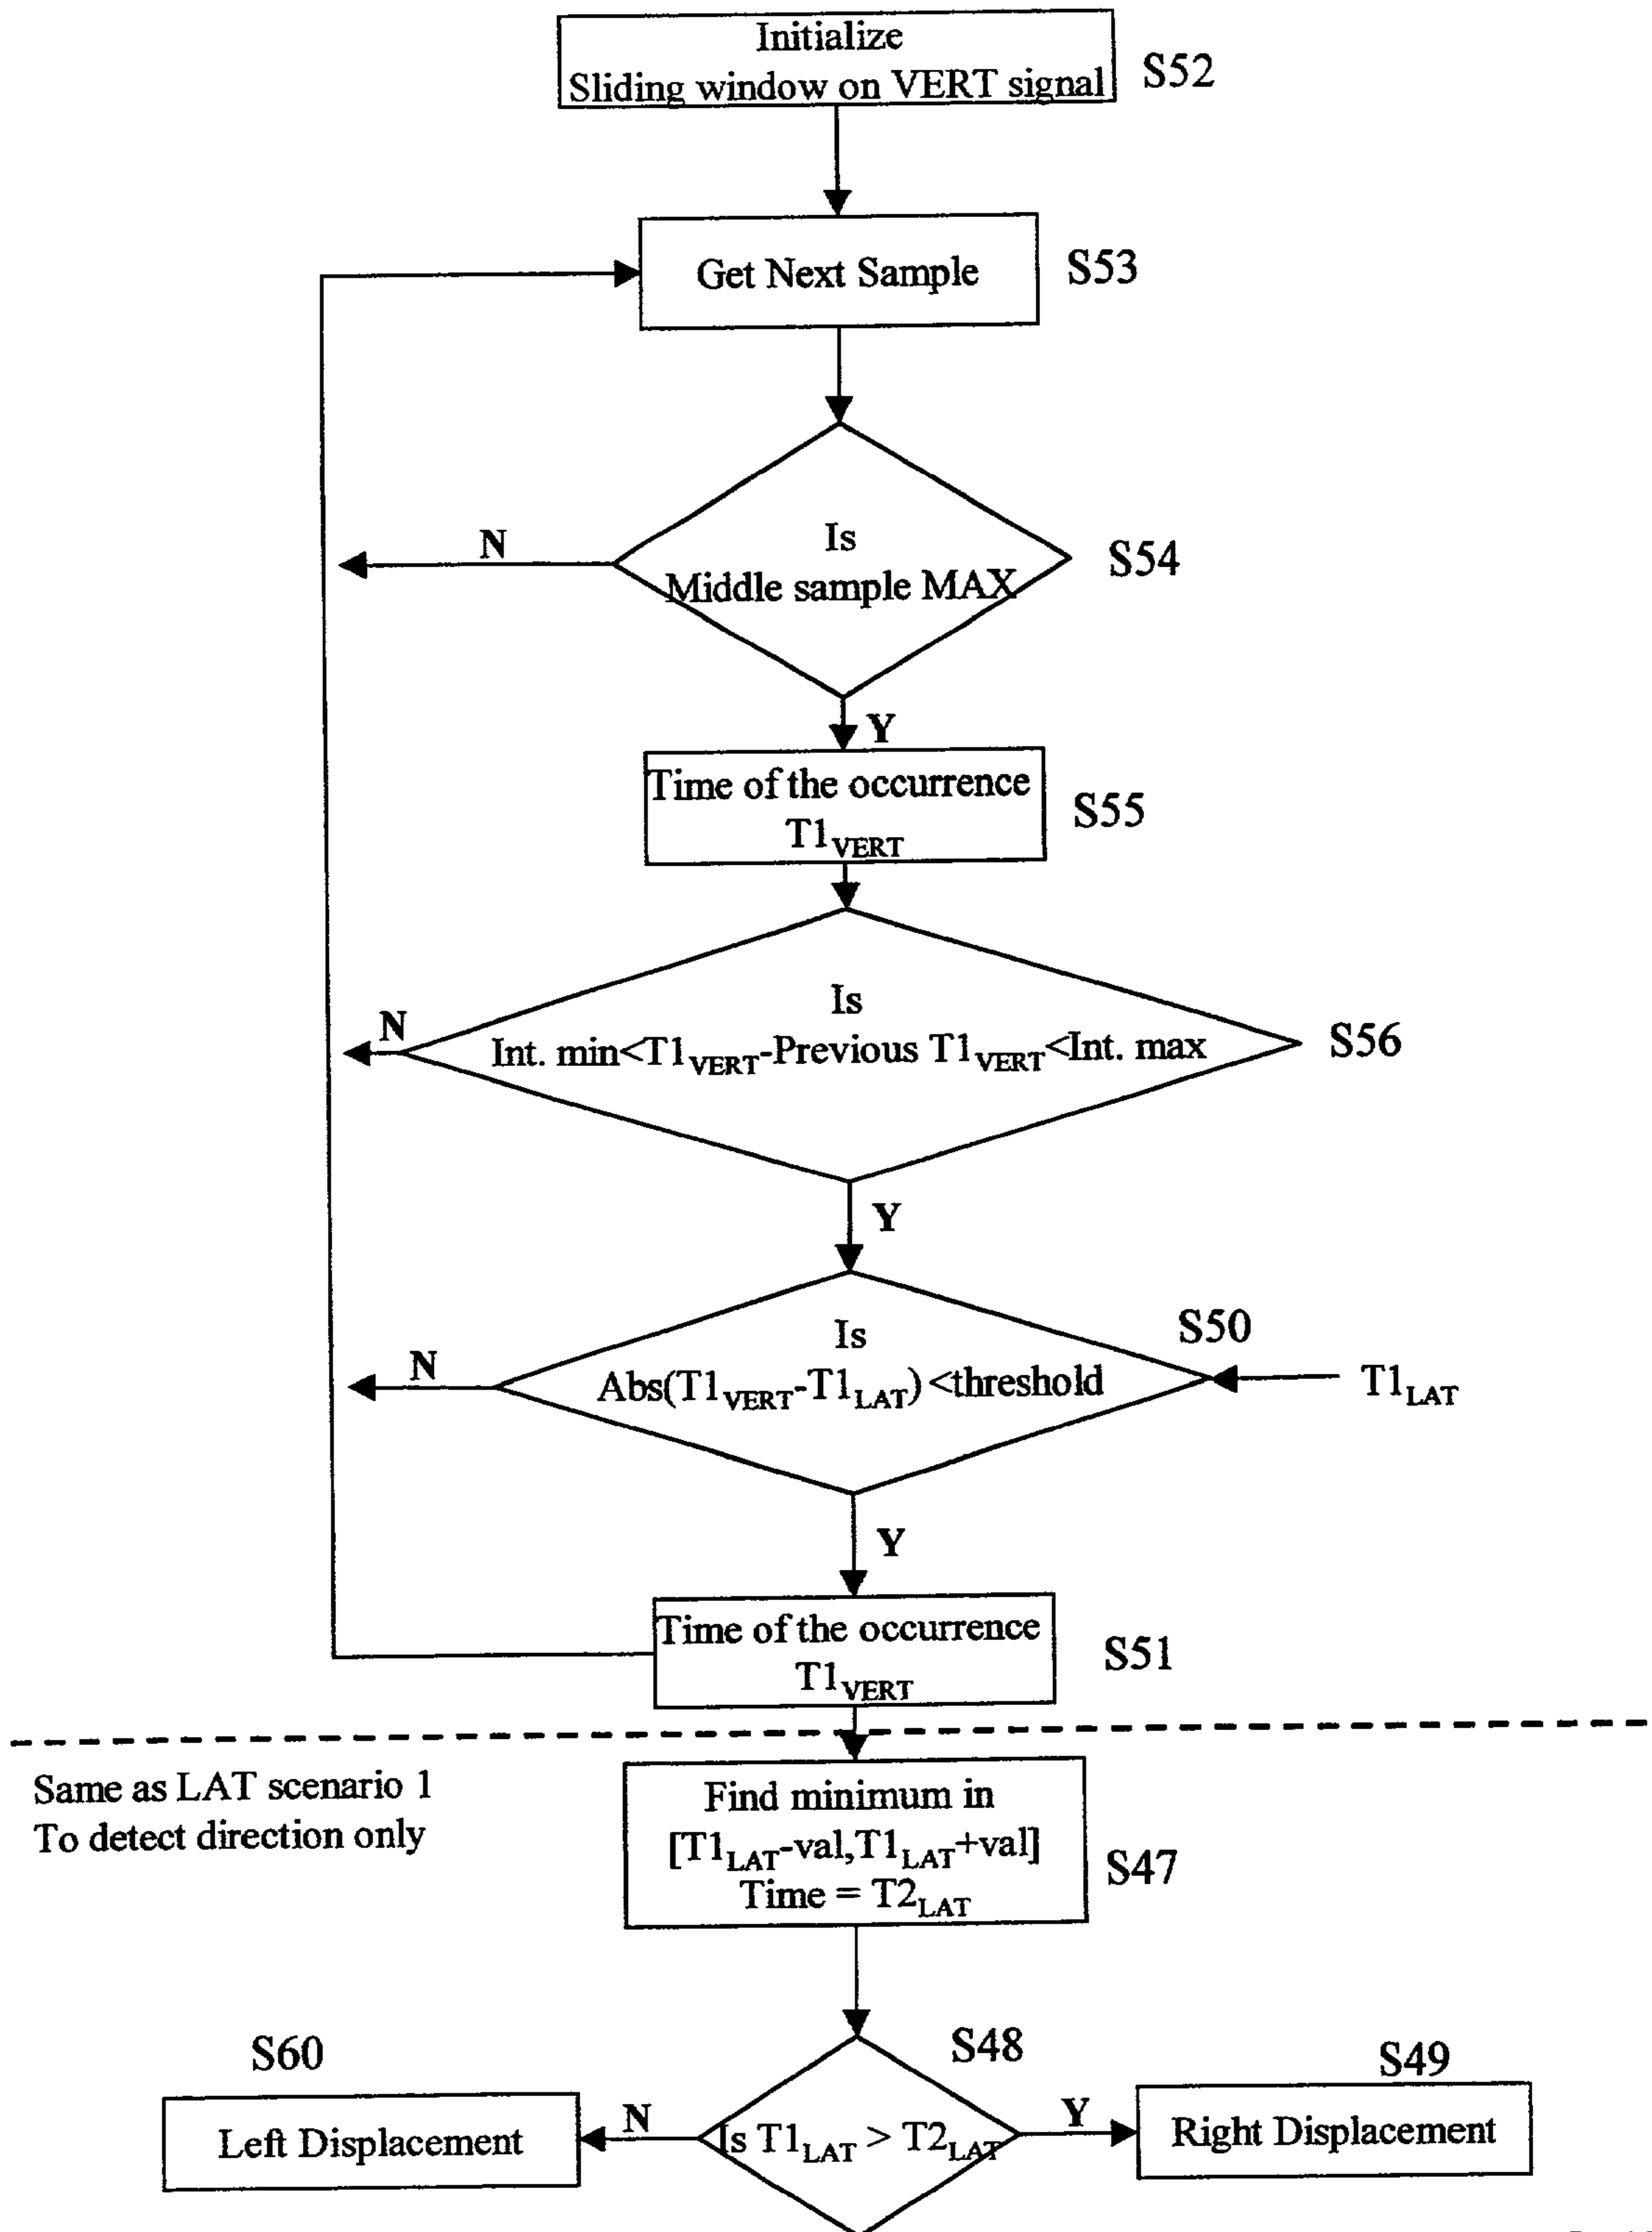 Initialize
Sliding window on VERT signal
S52
Get Next Sample
S53
Is
Middle sample MAX
N
S54
Y
Time of the occurrence
T1VERT
S55
Is
Int. min<T1VERT-Previous T1VERT<Int. max
N
S56
Y
Is
Abs(T1VERT-T1LAT)<threshold
N
S50
T1LAT
Y
Time of the occurrence
T1VERT
S51
Same as LAT scenario 1
To detect direction only
Find minimum in
[T1LAT-val,T1LAT+val]
Time = T2LAT
S47
S60
S48
S49
Left Displacement
N
Is T1LAT > T2LAT
Y
Right Displacement